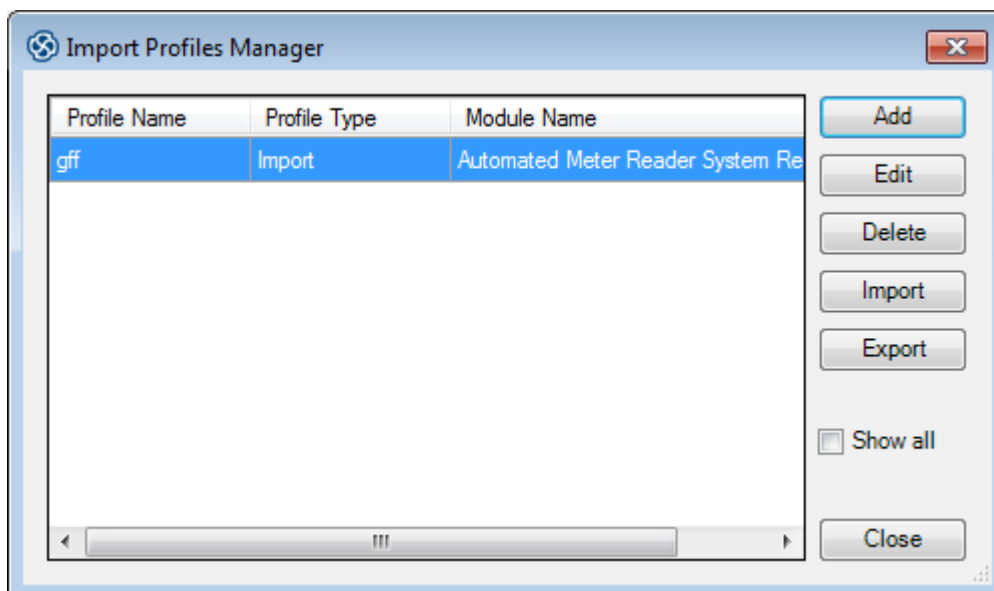 Import Profiles Manager
Profile Name Profile Type Module Name
gff Import Automated Meter Reader System Re
Add
Edit
Delete
Import
Export
Show all
Close